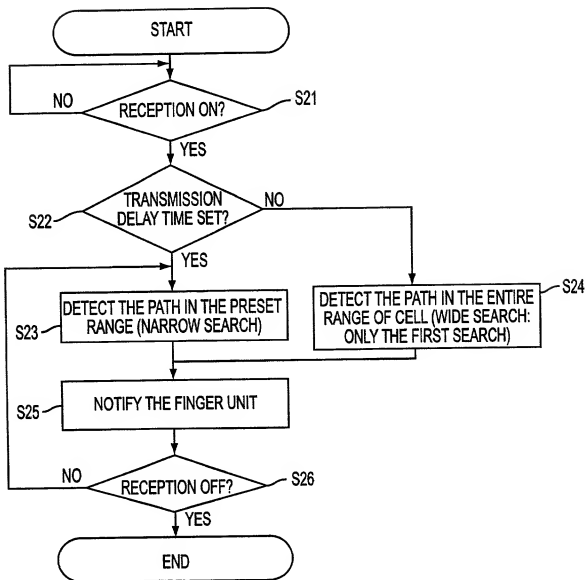 START
NO
RECEPTION ON?
S21
YES
TRANSMISSION
DELAY TIME SET?
NO
S22
YES
S24
DETECT THE PATH IN THE PRESET
RANGE (NARROW SEARCH)
S23
DETECT THE PATH IN THE ENTIRE
RANGE OF CELL (WIDE SEARCH:
ONLY THE FIRST SEARCH)
NOTIFY THE FINGER UNIT
S25
NO
RECEPTION OFF?
S26
YES
END